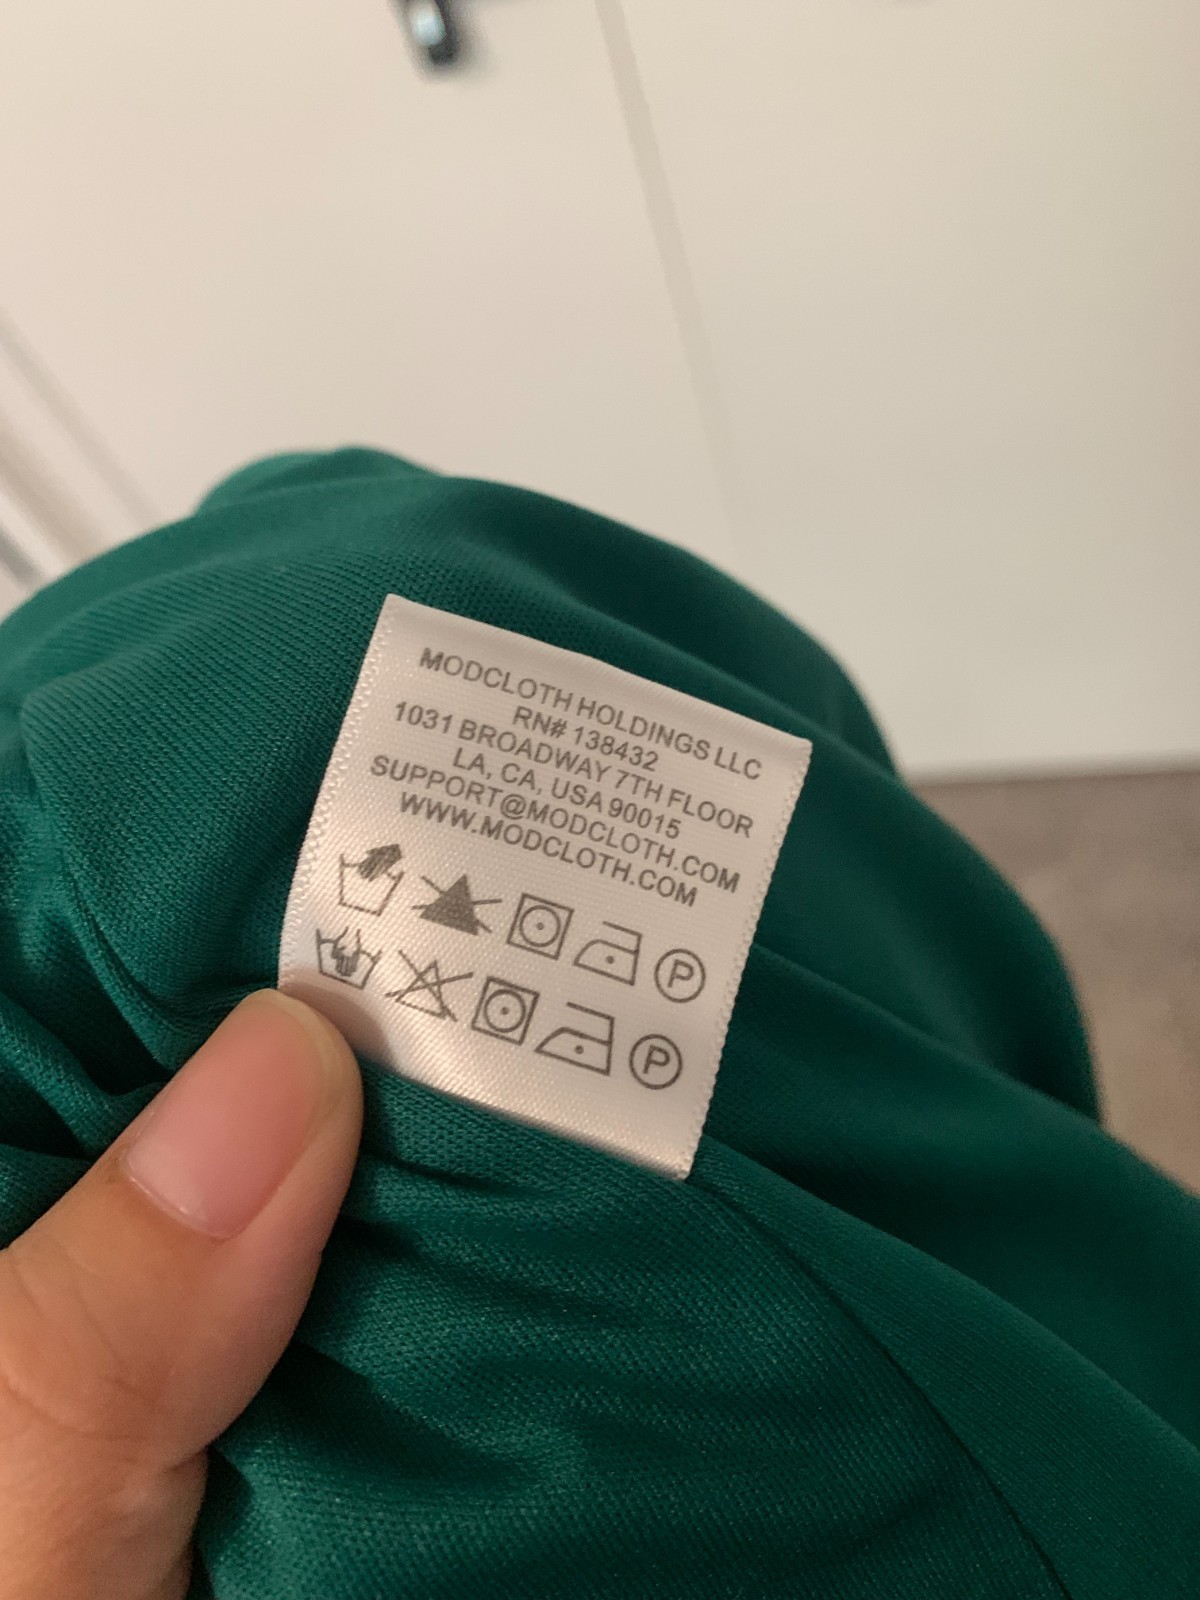 MODCLOTH HOLDINGS LLC
RN# 138432
1031 BROADWAY 7TH FLOOR
LA, CA, USA 90015
SUPPORT@MODCLOTH.COM
WWW.MODCLOTH.COM
P
P